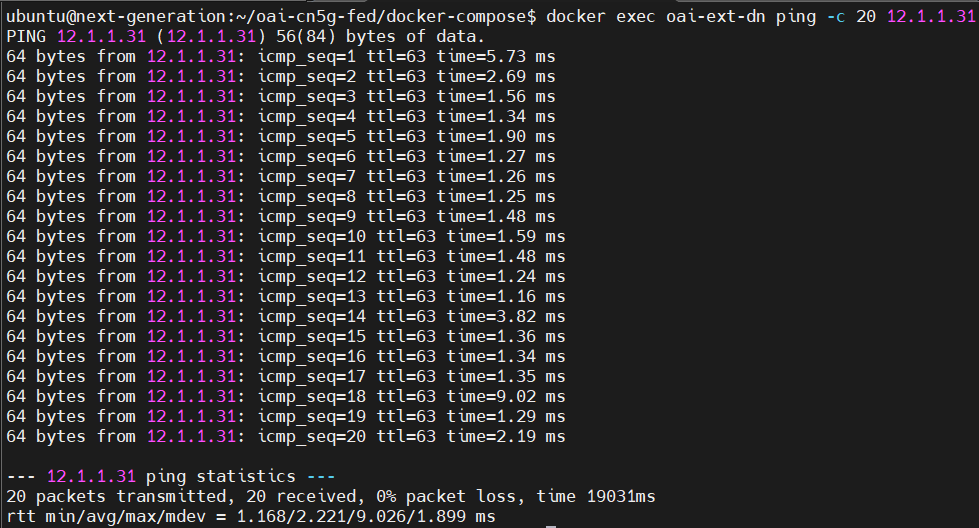 ubuntu@next-generation:~/oai-cn5g-fed/docker-compose$ docker exec oai-ext-dn ping -c 20 12.1.1.31
PING 12.1.1.31 (12.1.1.31) 56(84) bytes of data.
64 bytes from 12.1.1.31: icmp_seq=1 ttl=63 time=5.73 ms
64 bytes from 12.1.1.31: icmp_seq=2 ttl=63 time=2.69 ms
64 bytes from 12.1.1.31: icmp_seq=3 ttl=63 time=1.56 ms
64 bytes from 12.1.1.31: icmp_seq=4 ttl=63 time=1.34 ms
64 bytes from 12.1.1.31: icmp_seq=5 ttl=63 time=1.90 ms
64 bytes from 12.1.1.31: icmp_seq=6 ttl=63 time=1.27 ms
64 bytes from 12.1.1.31: icmp_seq=7 ttl=63 time=1.26 ms
64 bytes from 12.1.1.31: icmp_seq=8 ttl=63 time=1.25 ms
64 bytes from 12.1.1.31: icmp_seq=9 ttl=63 time=1.48 ms
64 bytes from 12.1.1.31: icmp_seq=10 ttl=63 time=1.59 ms
64 bytes from 12.1.1.31: icmp_seq=11 ttl=63 time=1.48 ms
64 bytes from 12.1.1.31: icmp_seq=12 ttl=63 time=1.24 ms
64 bytes from 12.1.1.31: icmp_seq=13 ttl=63 time=1.16 ms
64 bytes from 12.1.1.31: icmp_seq=14 ttl=63 time=3.82 ms
64 bytes from 12.1.1.31: icmp_seq=15 ttl=63 time=1.36 ms
64 bytes from 12.1.1.31: icmp_seq=16 ttl=63 time=1.34 ms
64 bytes from 12.1.1.31: icmp_seq=17 ttl=63 time=1.35 ms
64 bytes from 12.1.1.31: icmp_seq=18 ttl=63 time=9.02 ms
64 bytes from 12.1.1.31: icmp_seq=19 ttl=63 time=1.29 ms
64 bytes from 12.1.1.31: icmp_seq=20 ttl=63 time=2.19 ms

--- 12.1.1.31 ping statistics ---
20 packets transmitted, 20 received, 0% packet loss, time 19031ms
rtt min/avg/max/mdev = 1.168/2.221/9.026/1.899 ms